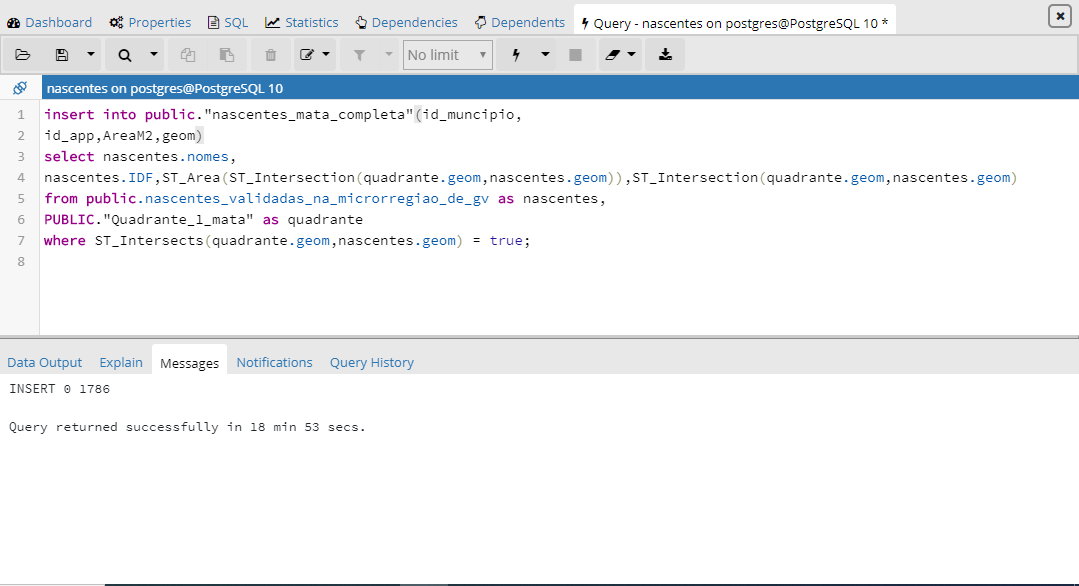 Dashboard Properties SQL Statistics Dependencies Dependents Query - nascentes on postgres@PostgreSQL 10 *
No limit
nascentes on postgres@PostgreSQL 10
1 insert into public."nascentes_mata_completa"(id_muncipio,
2 id_app,AreaM2,geom)
3 select nascentes.nomes,
4 nascentes.IDF,ST_Area(ST_Intersection(quadrante.geom,nascentes.geom)),ST_Intersection(quadrante.geom,nascentes.geom)
5 from public.nascentes_validadas_na_microrregiao_de_gv as nascentes,
6 PUBLIC."Quadrante_1_mata" as quadrante
7 where ST_Intersects(quadrante.geom,nascentes.geom) = true;
8
Data Output Explain Messages Notifications Query History
INSERT 0 1786
Query returned successfully in 18 min 53 secs.